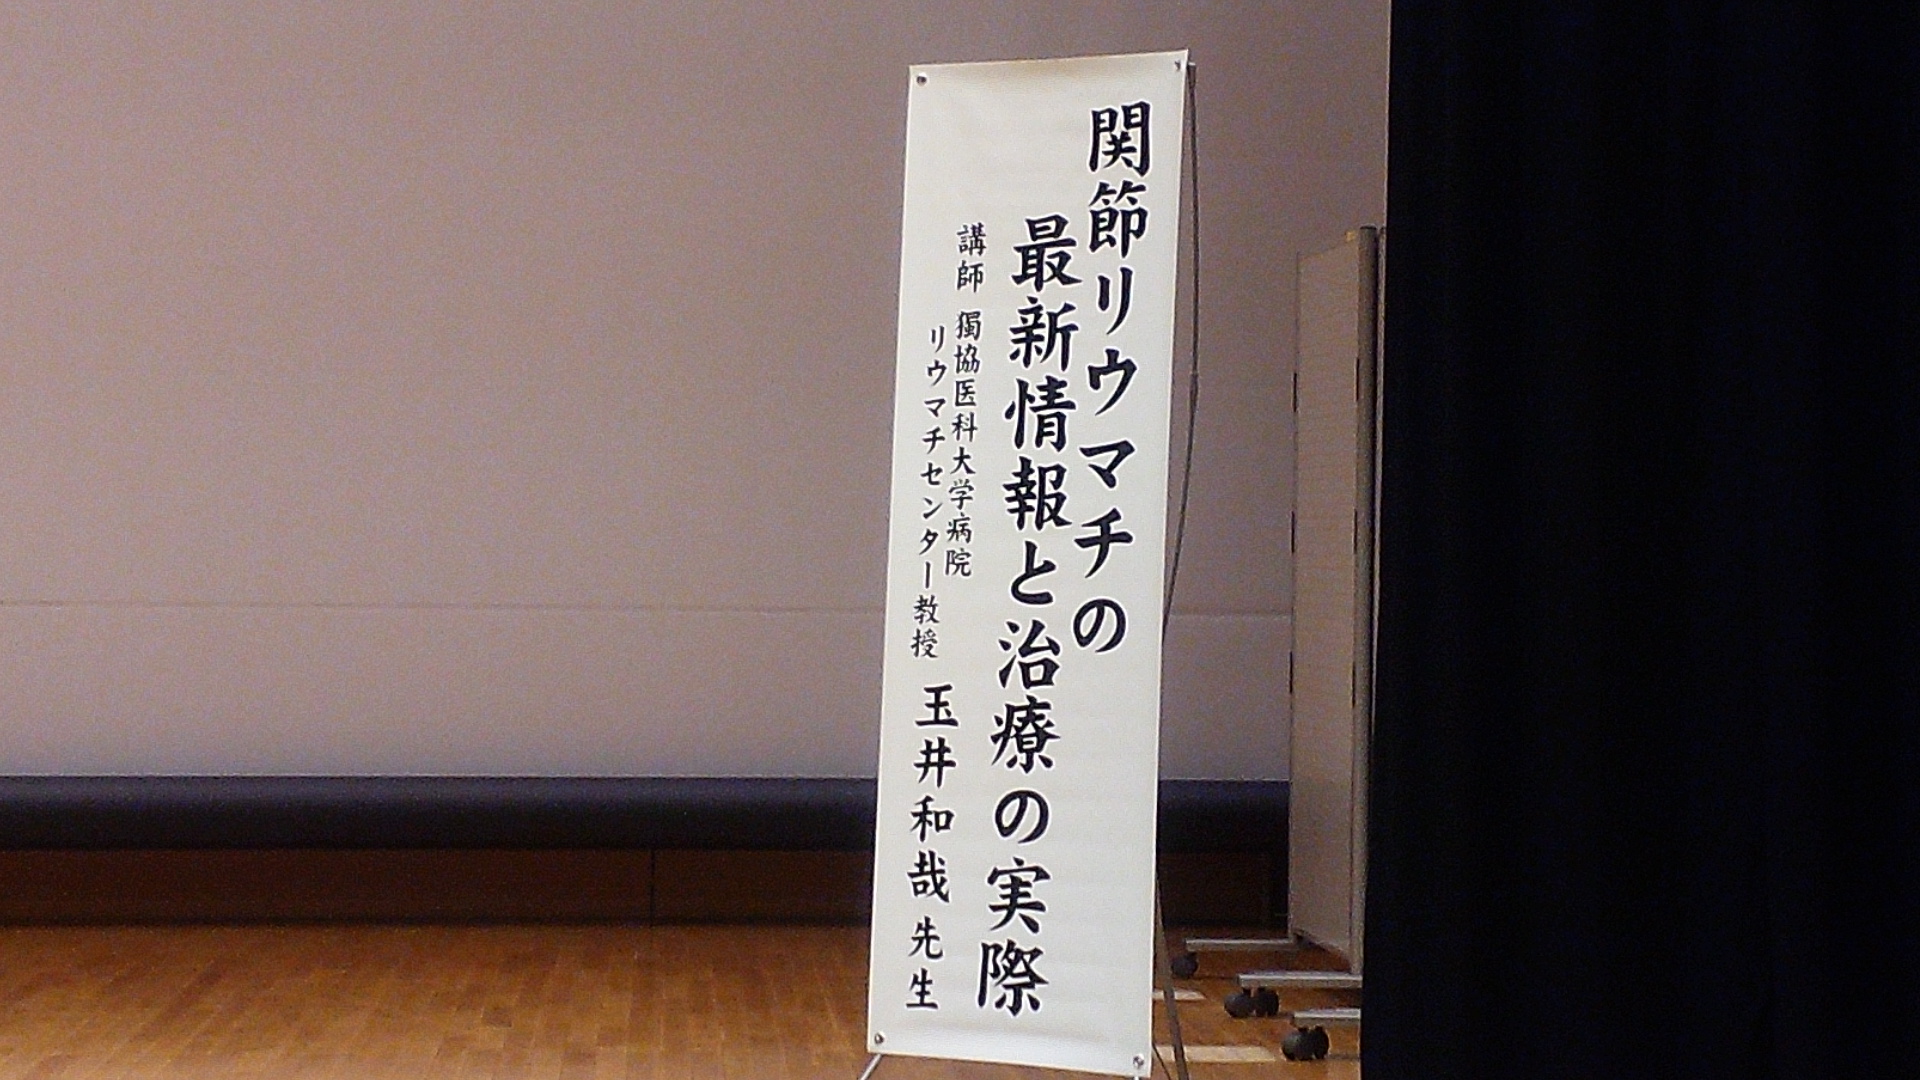 関節リウマチの
最新情報と治療の実際
講師 獨協医科大学病院
リウマチセンター教授 玉井和哉 先生